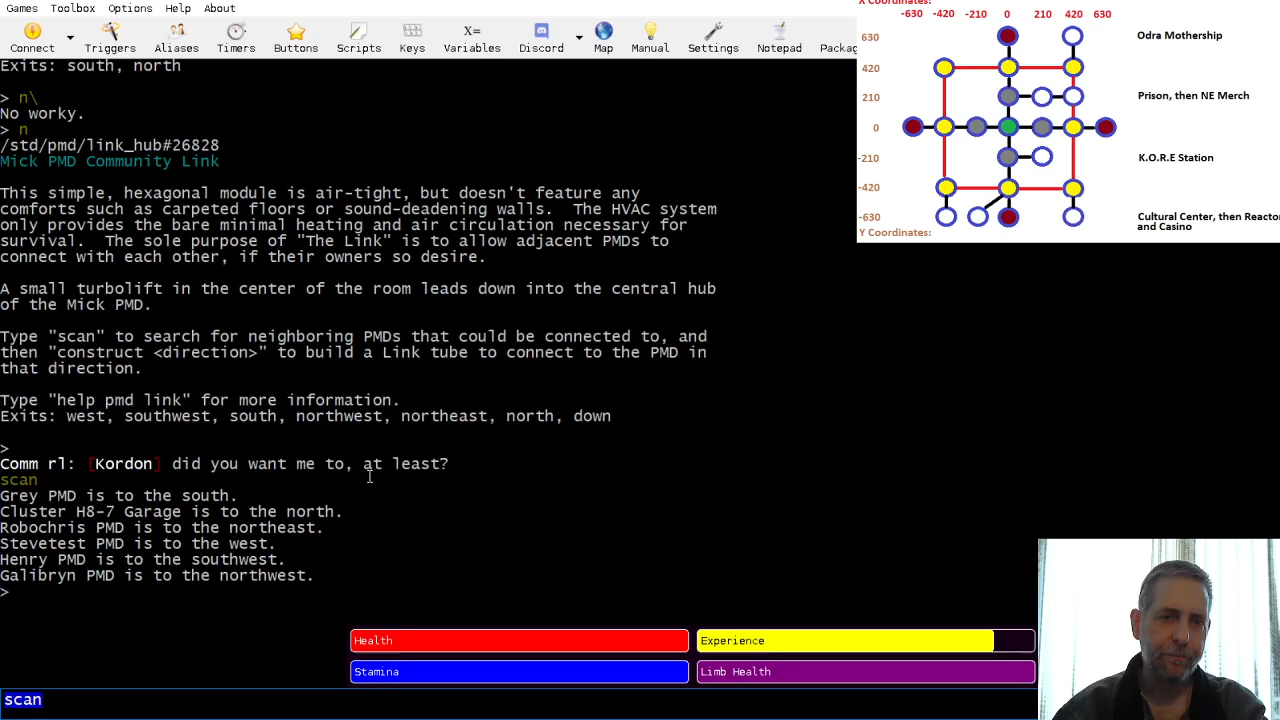 Games Toolbox Options Help About
Connect Triggers Aliases Timers Buttons Scripts Keys Variables Discord Map Manual Settings Notepad Packag
Exits: south, north
> n\
No worky.
> n
/std/pmd/link_hub#26828
Mick PMD Community Link
This simple, hexagonal module is air-tight, but doesn't feature any
comforts such as carpeted floors or sound-deadening walls.  The HVAC system
only provides the bare minimal heating and air circulation necessary for
survival.  The sole purpose of "The Link" is to allow adjacent PMDs to
connect with each other, if their owners so desire.
A small turbolift in the center of the room leads down into the central hub
of the Mick PMD.
Type "scan" to search for neighboring PMDs that could be connected to, and
then "construct <direction>" to build a Link tube to connect to the PMD in
that direction.
Type "help pmd link" for more information.
Exits: west, southwest, south, northwest, northeast, north, down
>
Comm rl: [Kordon] did you want me to, at least?
scan
Grey PMD is to the south.
Cluster H8-7 Garage is to the north.
Robochris PMD is to the northeast.
Stevetest PMD is to the west.
Henry PMD is to the southwest.
Galibryn PMD is to the northwest.
>
Health
Experience
Stamina
Limb Health
scan
X Coordinates:
-630 -420 -210 0 210 420 630
630 Odra Mothership
420
210 Prison, then NE Merch
0
-210 K.O.R.E Station
-420
-630 Cultural Center, then Reactor
and Casino
Y Coordinates: